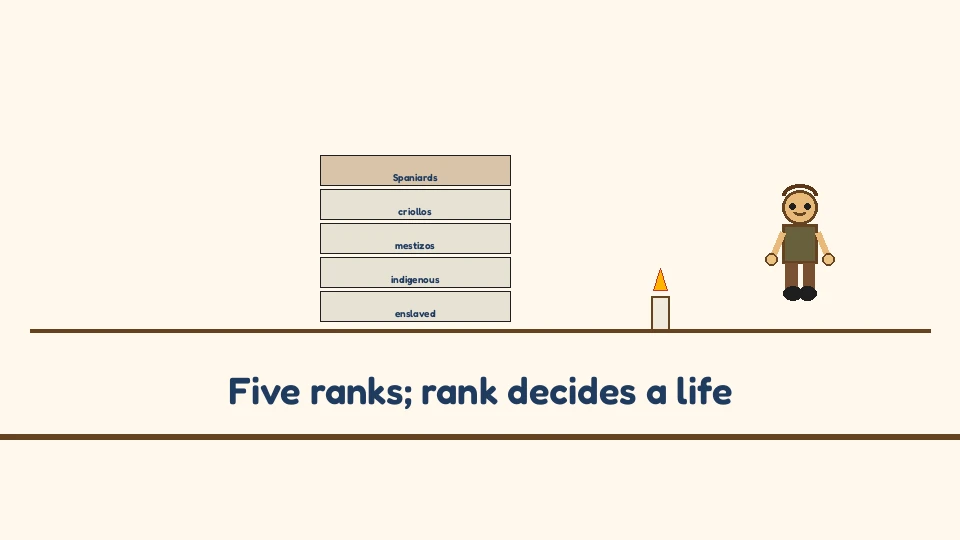 Spaniards
criollos
mestizos
indigenous
enslaved
Five ranks; rank decides a life